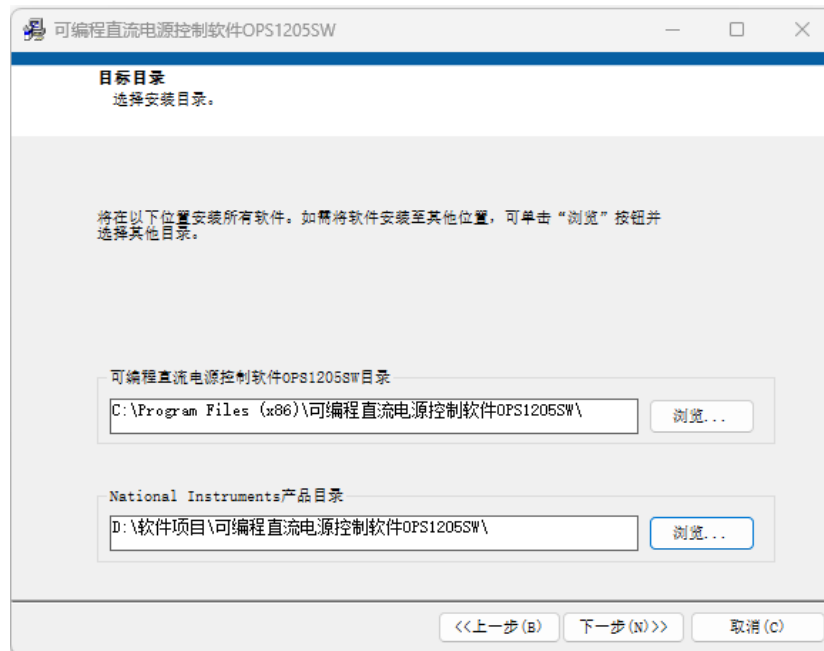 可编程直流电源控制软件OPS1205SW
目标目录
选择安装目录。
将在以下位置安装所有软件。如需将软件安装至其他位置，可单击“浏览”按钮并
选择其他目录。
可编程直流电源控制软件OPS1205SW目录
C:\Program Files (x86)\可编程直流电源控制软件OPS1205SW\
浏览...
National Instruments产品目录
D:\软件项目\可编程直流电源控制软件OPS1205SW\
浏览...
<<上一步(B)
下一步(N)>>
取消(C)